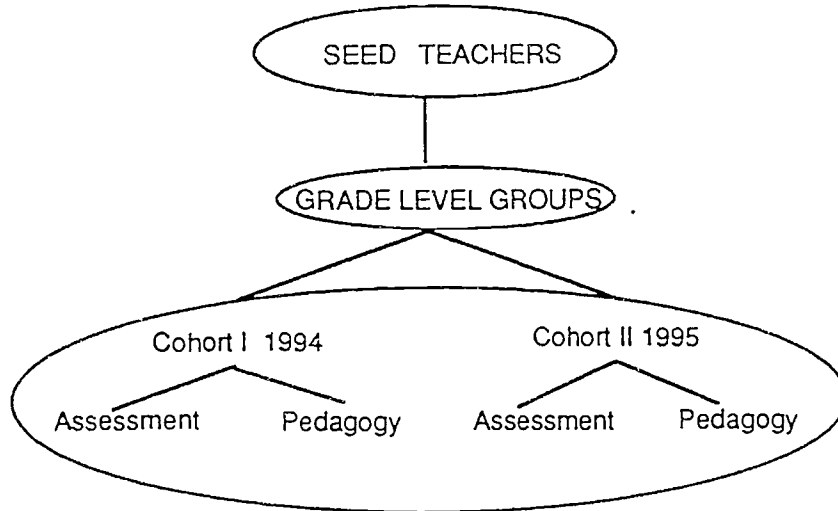 SEED TEACHERS
GRADE LEVEL GROUPS
Cohort I 1994
Cohort II 1995
Assessment
Pedagogy
Assessment
Pedagogy